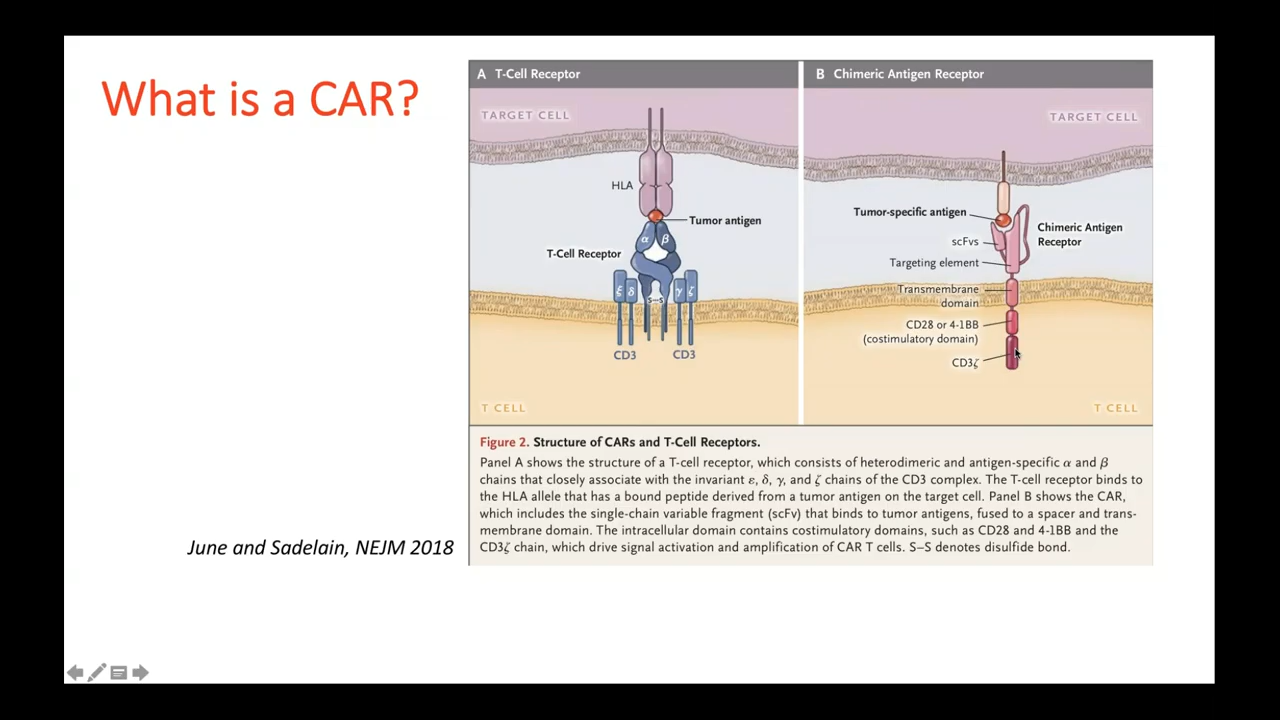 What is a CAR?
June and Sadelain, NEJM 2018
A T-Cell Receptor
TARGET CELL
HLA
Tumor antigen
α β
T-Cell Receptor
ξ δ γ ζ
S–S
CD3 CD3
T CELL
B Chimeric Antigen Receptor
TARGET CELL
Tumor-specific antigen
Chimeric Antigen
Receptor
scFvs
Targeting element
Transmembrane
domain
CD28 or 4-1BB
(costimulatory domain)
CD3ζ
T CELL
Figure 2. Structure of CARs and T-Cell Receptors.
Panel A shows the structure of a T-cell receptor, which consists of heterodimeric and antigen-specific α and β
chains that closely associate with the invariant ε, δ, γ, and ζ chains of the CD3 complex. The T-cell receptor binds to
the HLA allele that has a bound peptide derived from a tumor antigen on the target cell. Panel B shows the CAR,
which includes the single-chain variable fragment (scFv) that binds to tumor antigens, fused to a spacer and trans-
membrane domain. The intracellular domain contains costimulatory domains, such as CD28 and 4-1BB and the
CD3ζ chain, which drive signal activation and amplification of CAR T cells. S–S denotes disulfide bond.